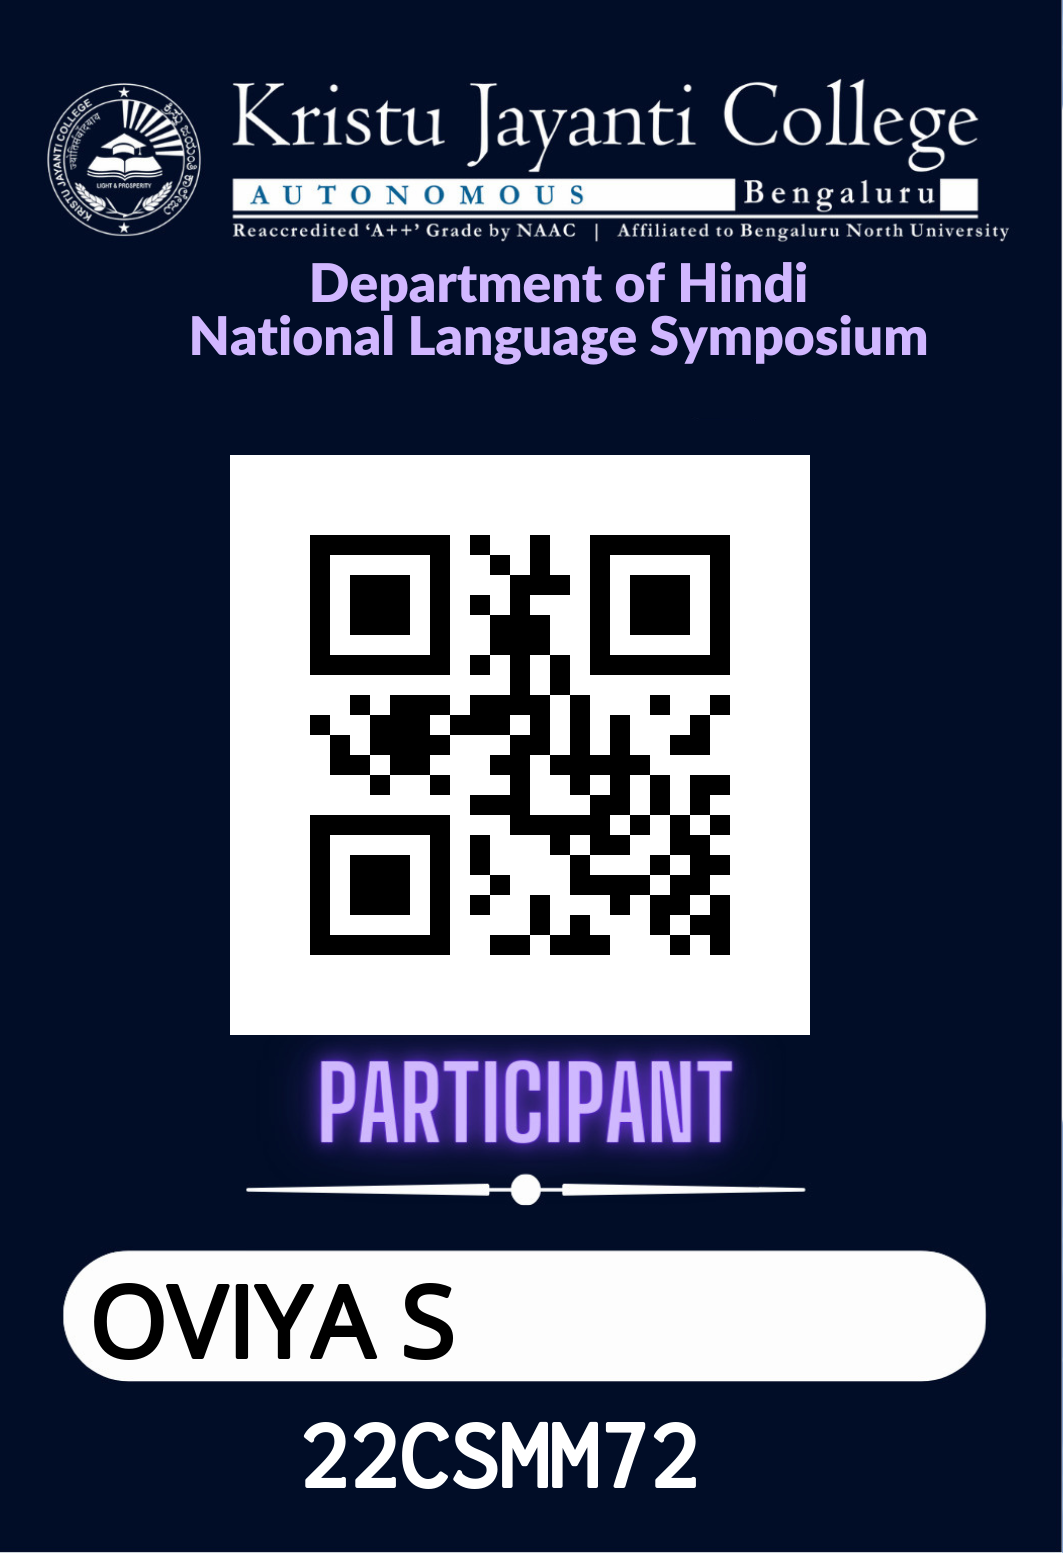 KRISTU JAYANTI COLLEGE
LIGHT & PROSPERITY
Kristu Jayanti College
AUTONOMOUS Bengaluru
Reaccredited ‘A++’ Grade by NAAC | Affiliated to Bengaluru North University
Department of Hindi
National Language Symposium
PARTICIPANT
OVIYA S
22CSMM72